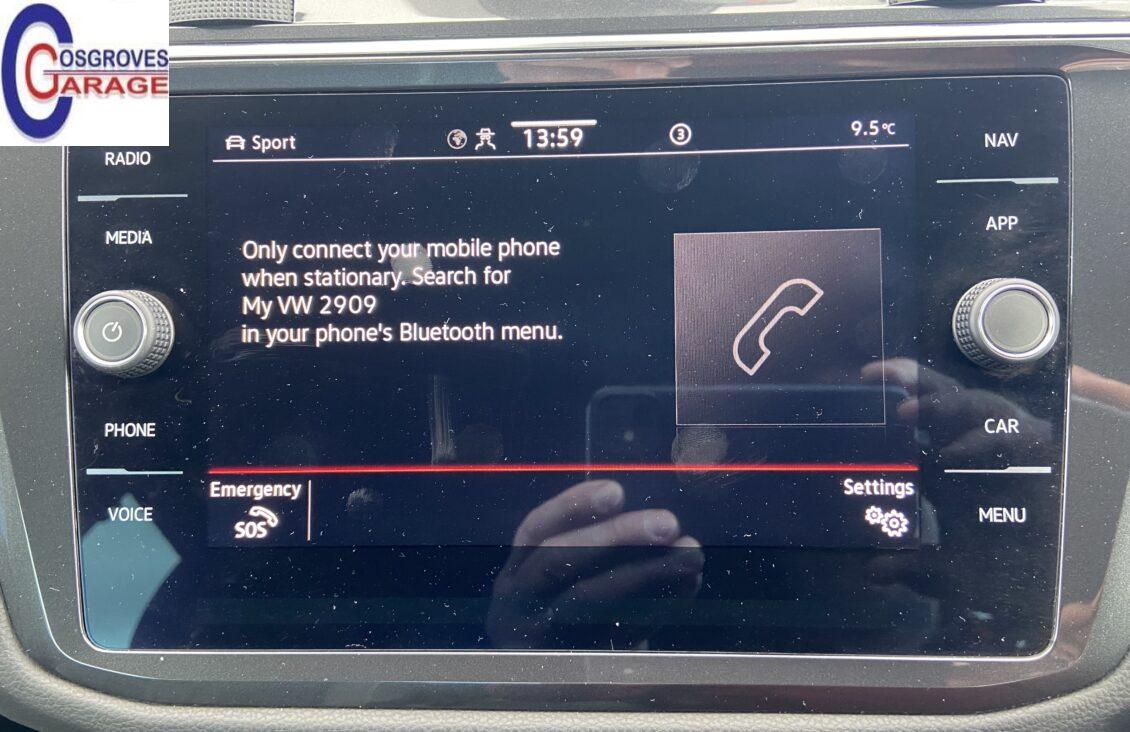 COSGROVES
GARAGE
Sport
13:59
3
9.5°C
RADIO
MEDIA
PHONE
VOICE
Only connect your mobile phone
when stationary. Search for
My VW 2909
in your phone's Bluetooth menu.
NAV
APP
CAR
MENU
Emergency
SOS
Settings